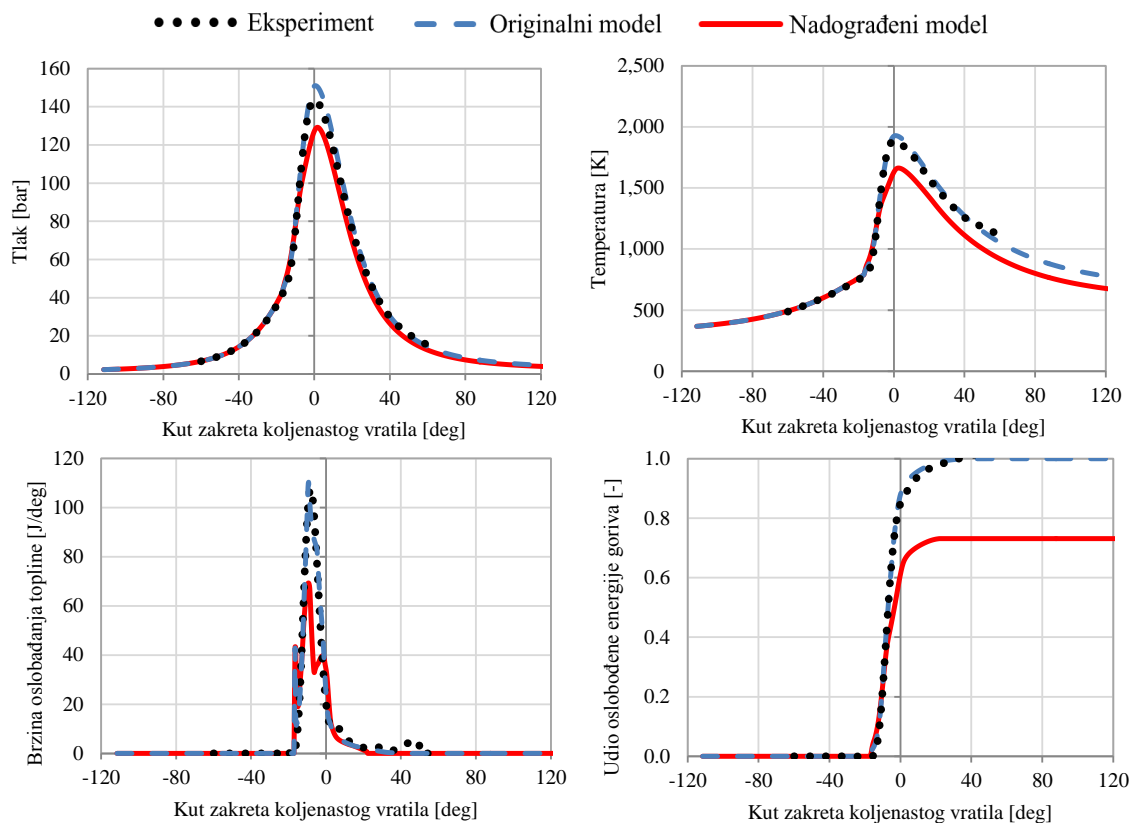 Eksperiment Originalni model Nadograđeni model
Tlak [bar]
160
140
120
100
80
60
40
20
0
-120 -80 -40 0 40 80 120
Kut zakreta koljenastog vratila [deg]
Temperatura [K]
2,500
2,000
1,500
1,000
500
0
-120 -80 -40 0 40 80 120
Kut zakreta koljenastog vratila [deg]
Brzina oslobađanja topline [J/deg]
120
100
80
60
40
20
0
-120 -80 -40 0 40 80 120
Kut zakreta koljenastog vratila [deg]
Udio oslobođene energije goriva [-]
1.0
0.8
0.6
0.4
0.2
0.0
-120 -80 -40 0 40 80 120
Kut zakreta koljenastog vratila [deg]